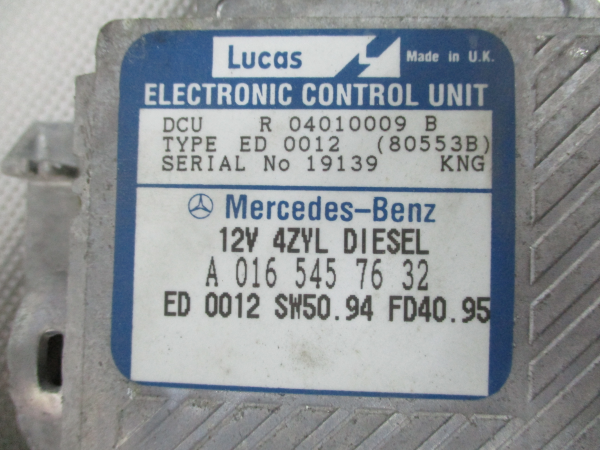 Lucas Made in U.K.
ELECTRONIC CONTROL UNIT
DCU R 04010009 B
TYPE ED 0012 (80553B)
SERIAL No 19139 KNG
Mercedes-Benz
12V 4ZYL DIESEL
A 016 545 76 32
ED 0012 SW50.94 FD40.95